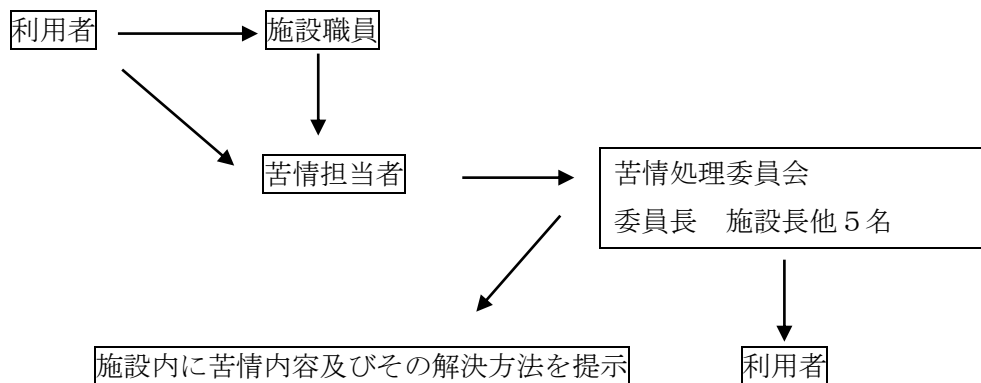 利用者
施設職員
苦情担当者
苦情処理委員会
委員長　施設長他５名
施設内に苦情内容及びその解決方法を提示
利用者